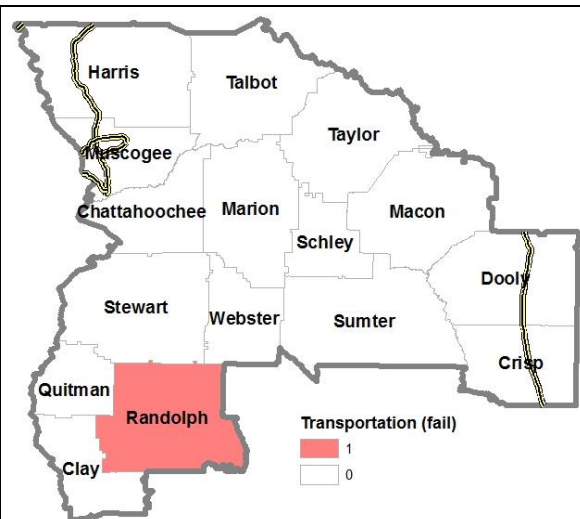 Harris
Talbot
Taylor
Muscogee
Chattahoochee
Marion
Macon
Schley
Dooly
Stewart
Webster
Sumter
Crisp
Quitman
Randolph
Clay
Transportation (fail)
1
0